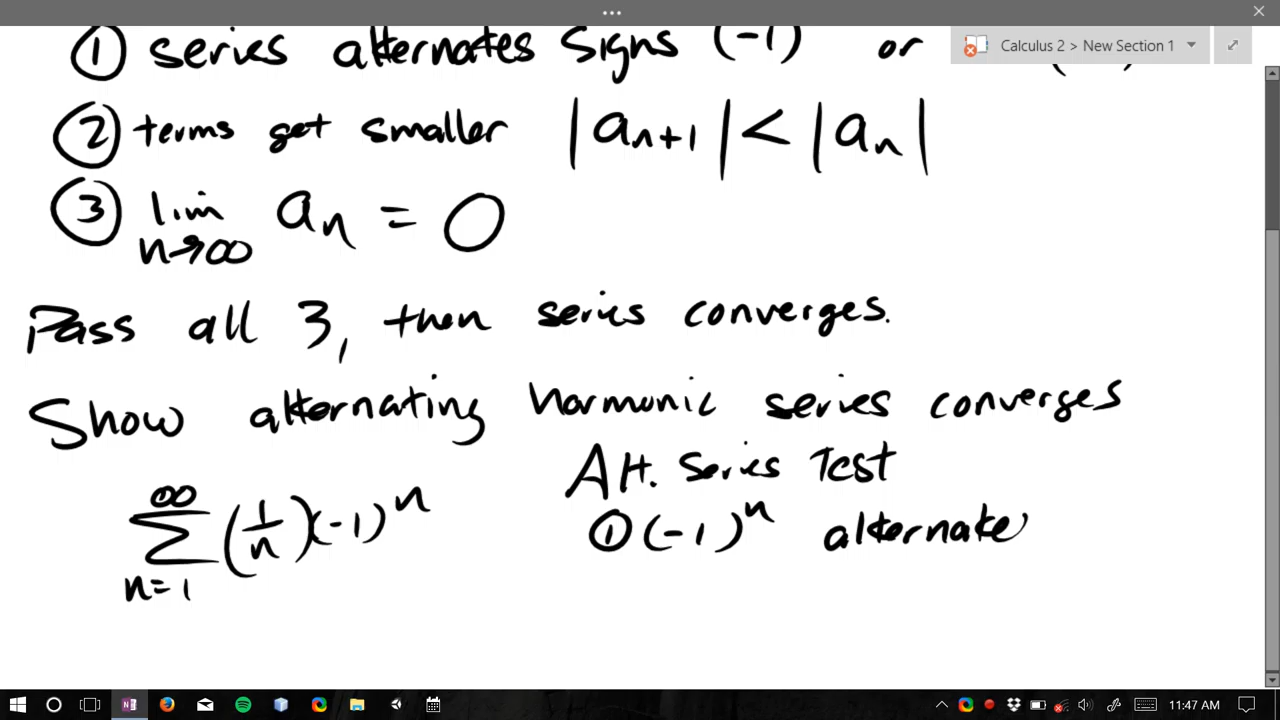 Calculus 2 > New Section 1
① series alternates signs (-1) or
② terms get smaller |aₙ₊₁| < |aₙ|
③ lim n→∞ aₙ = 0
Pass all 3, then series converges.
Show alternating harmonic series converges
Alt. Series Test
∞ ∑ n=1 (1/n)(-1)ⁿ ① (-1)ⁿ alternate
11:47 AM